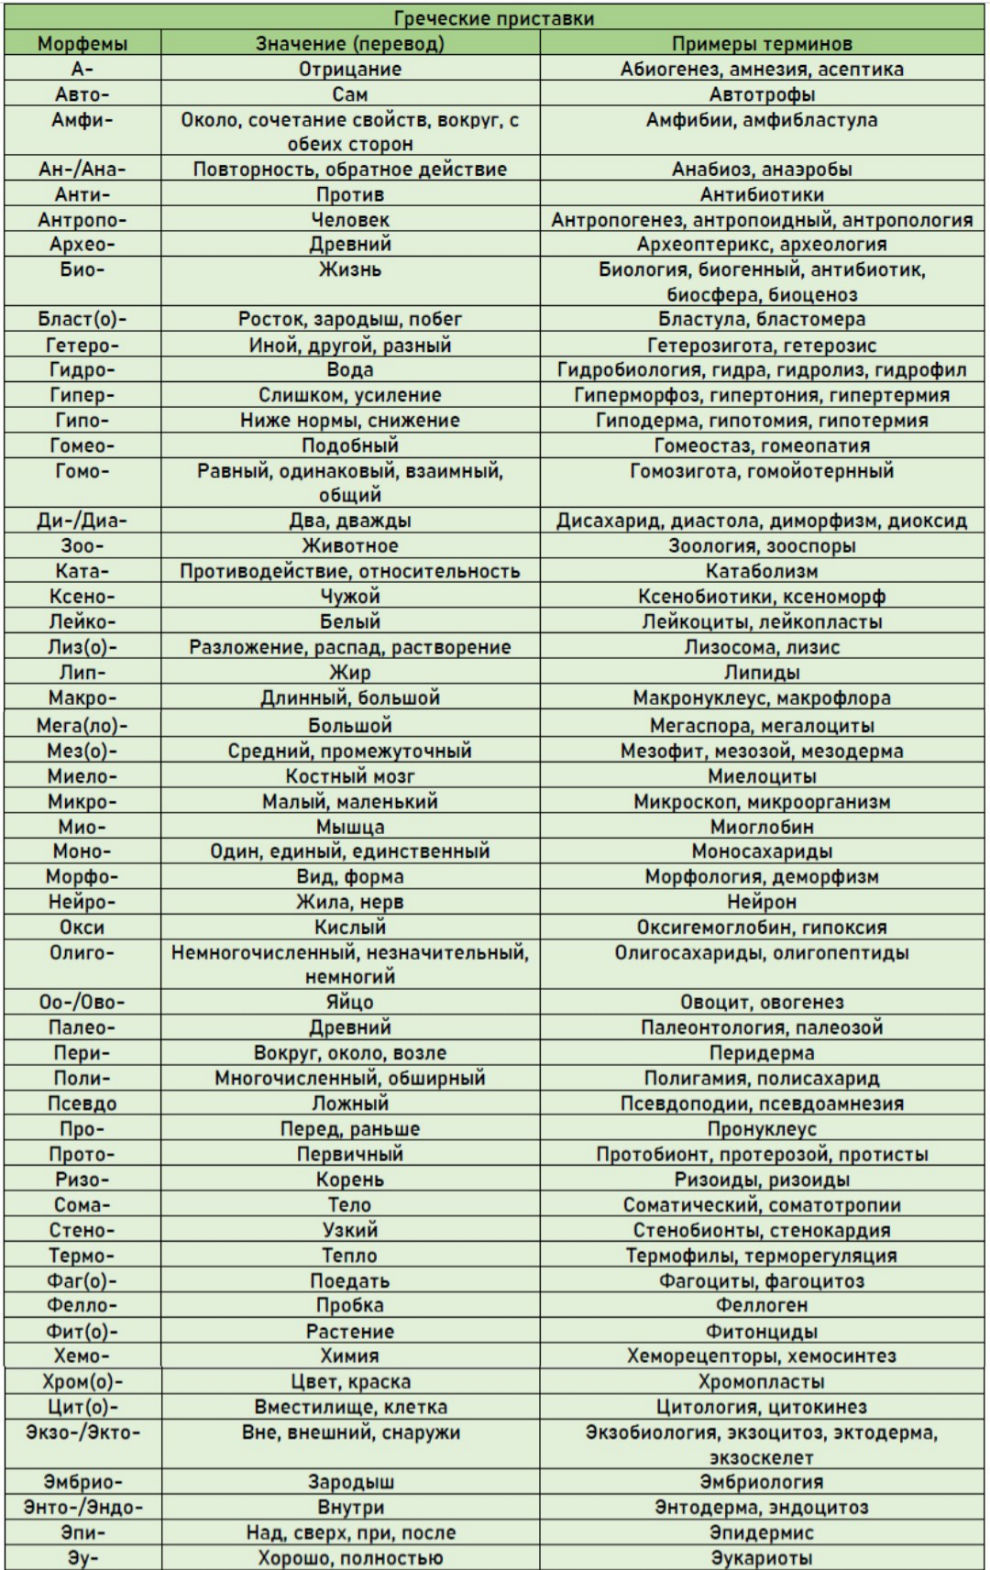 Греческие приставки
Морфемы Значение (перевод) Примеры терминов
А- Отрицание Абиогенез, амнезия, асептика
Авто- Сам Автотрофы
Амфи- Около, сочетание свойств, вокруг, с Амфибии, амфибластула
обеих сторон
Ан-/Ана- Повторность, обратное действие Анабиоз, анаэробы
Анти- Против Антибиотики
Антропо- Человек Антропогенез, антропоидный, антропология
Архео- Древний Археоптерикс, археология
Био- Жизнь Биология, биогенный, антибиотик,
биосфера, биоценоз
Бласт(о)- Росток, зародыш, побег Бластула, бластомера
Гетеро- Иной, другой, разный Гетерозигота, гетерозис
Гидро- Вода Гидробиология, гидра, гидролиз, гидрофил
Гипер- Слишком, усиление Гиперморфоз, гипертония, гипертермия
Гипо- Ниже нормы, снижение Гиподерма, гипотомия, гипотермия
Гомео- Подобный Гомеостаз, гомеопатия
Гомо- Равный, одинаковый, взаимный, Гомозигота, гомойотернный
общий
Ди-/Диа- Два, дважды Дисахарид, диастола, диморфизм, диоксид
Зоо- Животное Зоология, зооспоры
Ката- Противодействие, относительность Катаболизм
Ксено- Чужой Ксенобиотики, ксеноморф
Лейко- Белый Лейкоциты, лейкопласты
Лиз(о)- Разложение, распад, растворение Лизосома, лизис
Лип- Жир Липиды
Макро- Длинный, большой Макронуклеус, макрофлора
Мега(ло)- Большой Мегаспора, мегалоциты
Мез(о)- Средний, промежуточный Мезофит, мезозой, мезодерма
Миело- Костный мозг Миелоциты
Микро- Малый, маленький Микроскоп, микроорганизм
Мио- Мышца Миоглобин
Моно- Один, единый, единственный Моносахариды
Морфо- Вид, форма Морфология, деморфизм
Нейро- Жила, нерв Нейрон
Окси Кислый Оксигемоглобин, гипоксия
Олиго- Немногочисленный, незначительный, Олигосахариды, олигопептиды
немногий
Оо-/Ово- Яйцо Овоцит, овогенез
Палео- Древний Палеонтология, палеозой
Пери- Вокруг, около, возле Перидерма
Поли- Многочисленный, обширный Полигамия, полисахарид
Псевдо Ложный Псевдоподии, псевдоамнезия
Про- Перед, раньше Пронуклеус
Прото- Первичный Протобионт, протерозой, протисты
Ризо- Корень Ризоиды, ризоиды
Сома- Тело Соматический, соматотропии
Стено- Узкий Стенобионты, стенокардия
Термо- Тепло Термофилы, терморегуляция
Фаг(о)- Поедать Фагоциты, фагоцитоз
Фелло- Пробка Феллоген
Фит(о)- Растение Фитонциды
Хемо- Химия Хеморецепторы, хемосинтез
Хром(о)- Цвет, краска Хромопласты
Цит(о)- Вместилище, клетка Цитология, цитокинез
Экзо-/Экто- Вне, внешний, снаружи Экзобиология, экзоцитоз, эктодерма,
экзоскелет
Эмбрио- Зародыш Эмбриология
Энто-/Эндо- Внутри Энтодерма, эндоцитоз
Эпи- Над, сверх, при, после Эпидермис
Эу- Хорошо, полностью Эукариоты